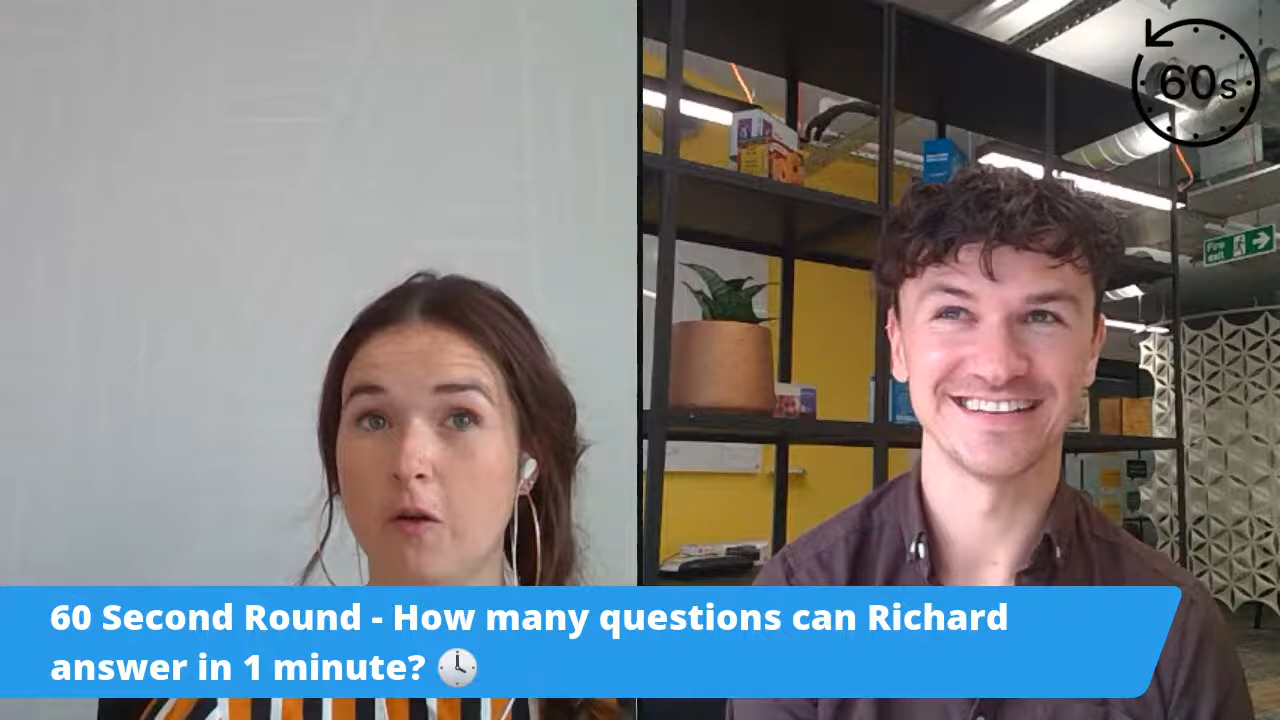 60s
Fire
exit
60 Second Round - How many questions can Richard
answer in 1 minute? 🕓